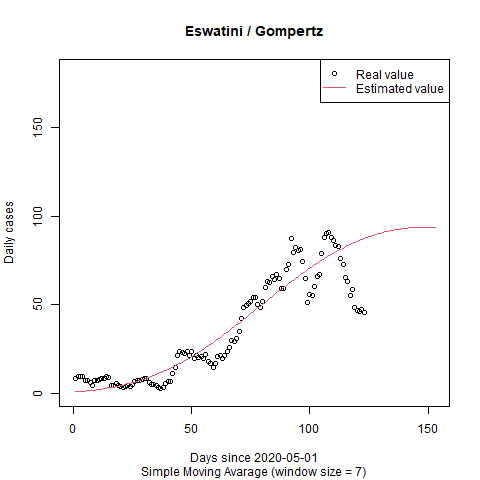 Eswatini / Gompertz
Real value
Estimated value
150
100
50
0
Daily cases
0 50 100 150
Days since 2020-05-01
Simple Moving Avarage (window size = 7)